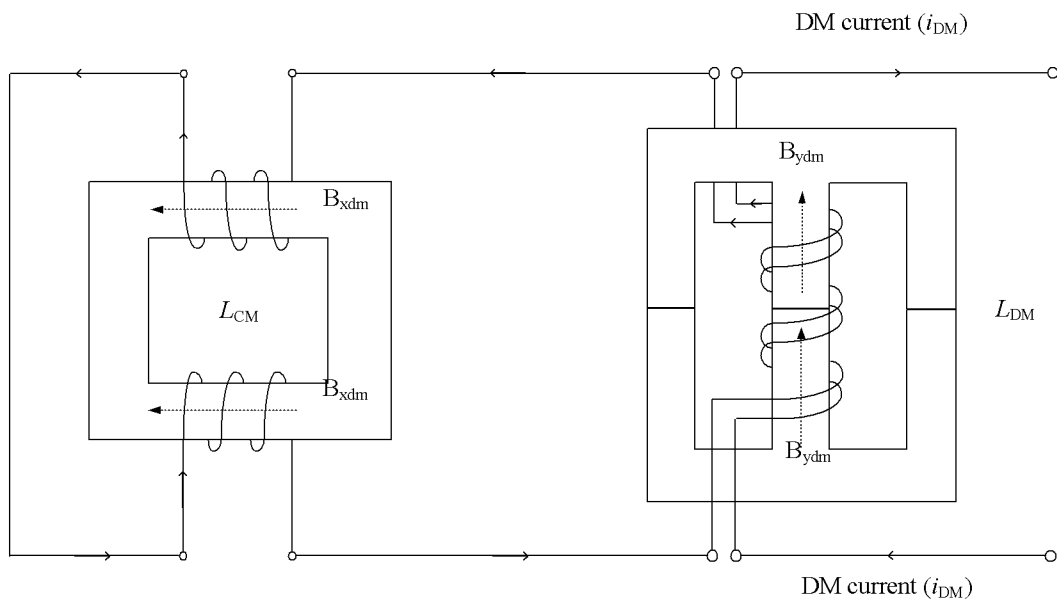 DM current (iDM)
Bydm
Bxdm
LCM
LDM
Bxdm
Bydm
DM current (iDM)